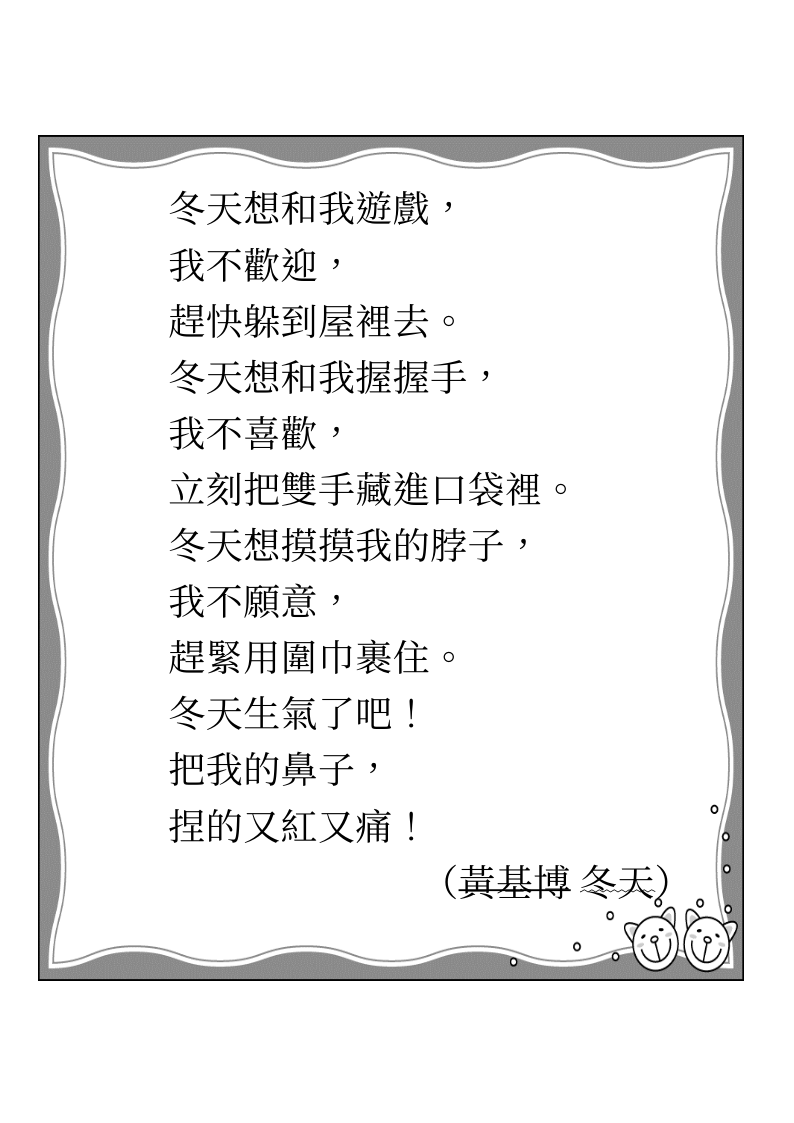 冬天想和我遊戲，
我不歡迎，
趕快躲到屋裡去。
冬天想和我握握手，
我不喜歡，
立刻把雙手藏進口袋裡。
冬天想摸摸我的脖子，
我不願意，
趕緊用圍巾裹住。
冬天生氣了吧！
把我的鼻子，
捏的又紅又痛！
（黃基博 冬天）